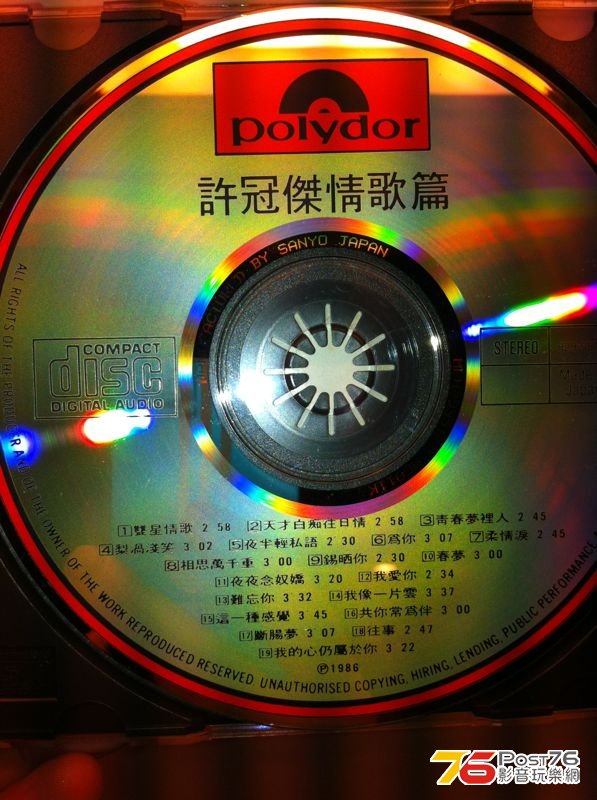 polydor
許冠傑情歌篇
BY SANYO JAPAN
COMPACT
disc
DIGITAL AUDIO
STEREO
1 雙星情歌 2 58 2 天才白痴往日情 2 58 3 青春夢裡人 2 45
4 梨渦淺笑 3 02 5 夜半輕私語 2 30 6 爲你 3 07 7 柔情淚 2 45
8 相思萬千重 3 00 9 錫晒你 2 30 10 春夢 3 00
11 夜夜念奴嬌 3 20 12 我愛你 2 34
13 難忘你 3 32 14 我像一片雲 3 37
15 這一種感覺 3 45 16 共你常爲伴 3 00
17 斷腸夢 3 07 18 往事 2 47
19 我的心仍屬於你 3 22
Ⓟ1986
ALL RIGHTS OF THE PRODUCER AND OF THE OWNER OF THE WORK REPRODUCED RESERVED UNAUTHORISED COPYING, HIRING, LENDING, PUBLIC PERFORMANCE
76 Post76
影音玩樂網